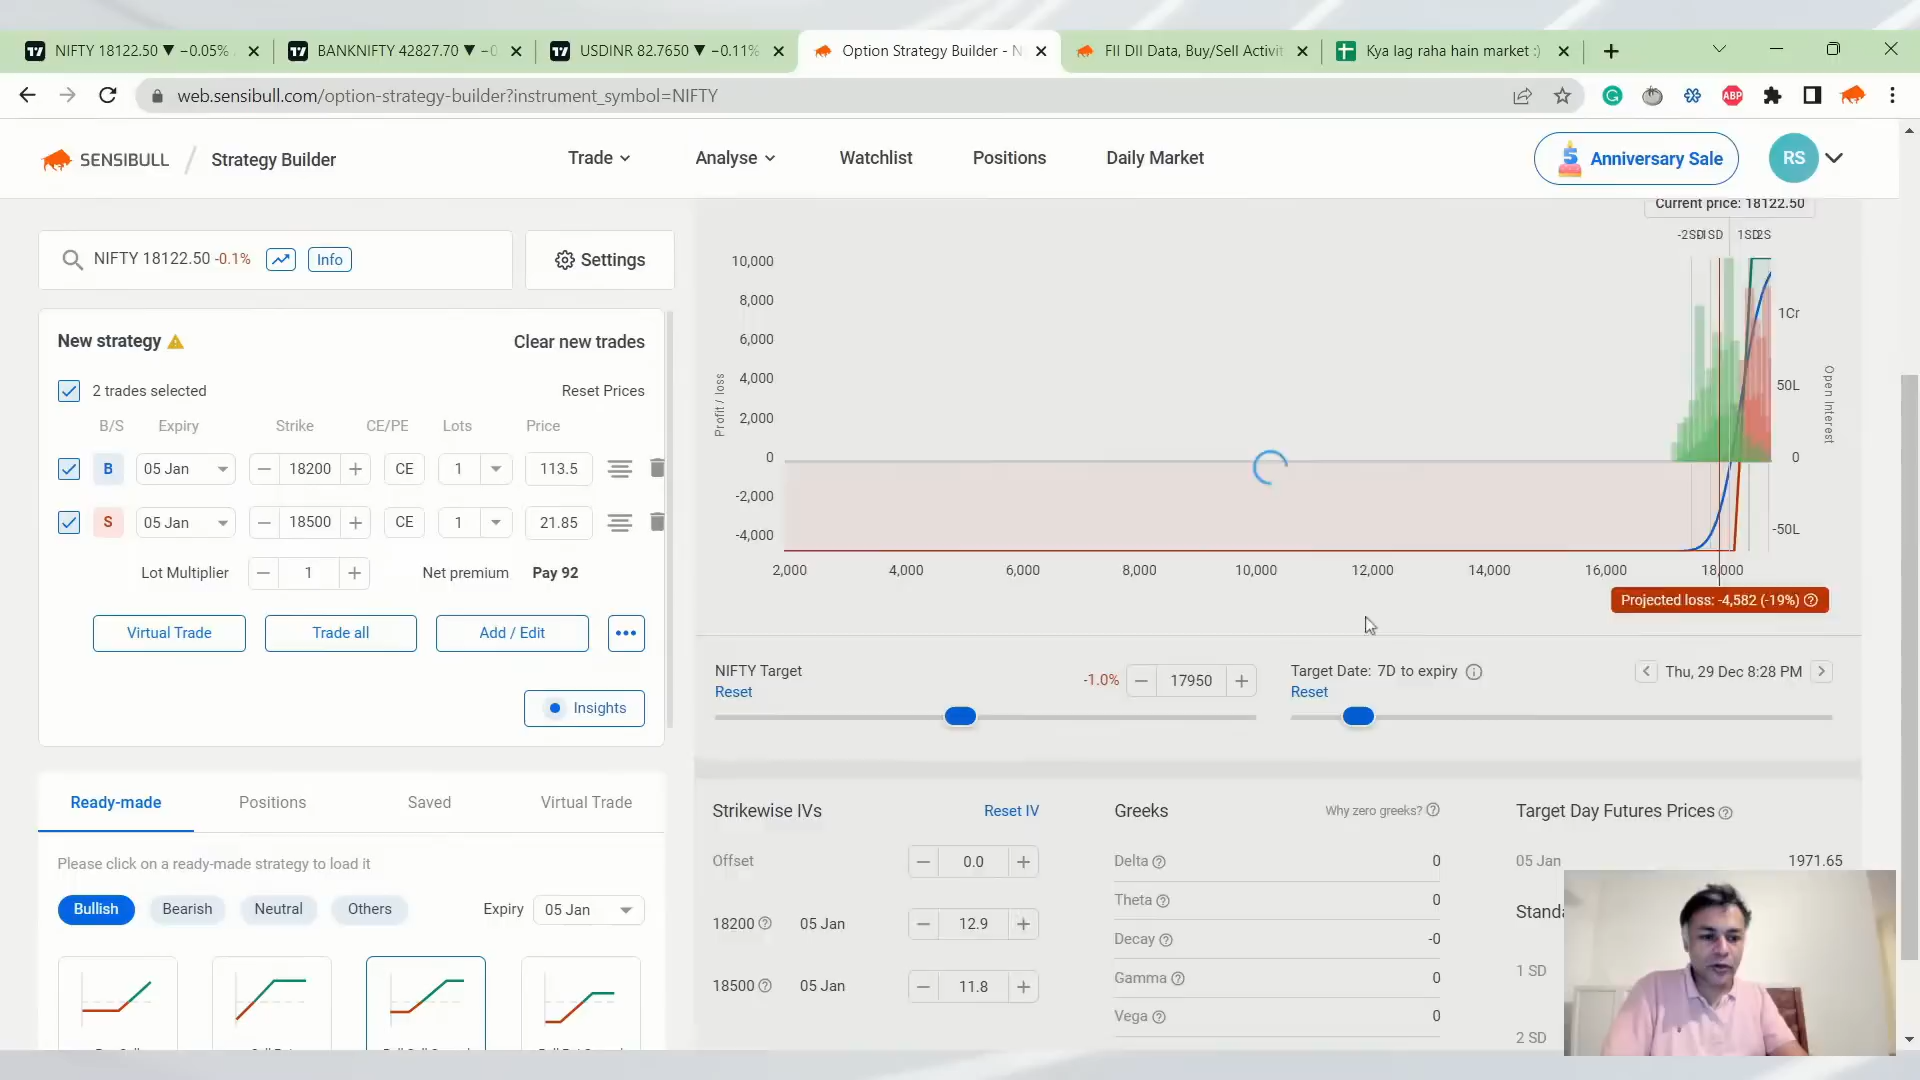 NIFTY 18122.50 ▼ −0.05%
BANKNIFTY 42827.70 ▼ −0
USDINR 82.7650 ▼ −0.11%
Option Strategy Builder - N
FII DII Data, Buy/Sell Activit
Kya lag raha hain market :)
web.sensibull.com/option-strategy-builder?instrument_symbol=NIFTY
ABP
SENSIBULL / Strategy Builder
Trade
Analyse
Watchlist
Positions
Daily Market
5 Anniversary Sale
RS
NIFTY 18122.50 -0.1%
Info
Settings
New strategy
Clear new trades
2 trades selected
Reset Prices
B/S Expiry Strike CE/PE Lots Price
B 05 Jan − 18200 + CE 1 113.5
S 05 Jan − 18500 + CE 1 21.85
Lot Multiplier − 1 + Net premium Pay 92
Virtual Trade
Trade all
Add / Edit
Insights
Ready-made
Positions
Saved
Virtual Trade
Please click on a ready-made strategy to load it
Bullish
Bearish
Neutral
Others
Expiry 05 Jan
Current price: 18122.50
1SD
10,000
8,000
6,000
4,000
2,000
0
-2,000
-4,000
Profit / loss
1Cr
50L
0
-50L
Open Interest
2,000 4,000 6,000 8,000 10,000 12,000 14,000 16,000 18,000
Projected loss: -4,582 (-19%)
NIFTY Target
Reset
-1.0% − 17950 +
Target Date: 7D to expiry
Reset
Thu, 29 Dec 8:28 PM
Strikewise IVs
Reset IV
Offset − 0.0 +
18200 05 Jan − 12.9 +
18500 05 Jan − 11.8 +
Greeks
Why zero greeks?
Delta 0
Theta 0
Decay -0
Gamma 0
Vega 0
Target Day Futures Prices
05 Jan 1971.65
1 SD
2 SD